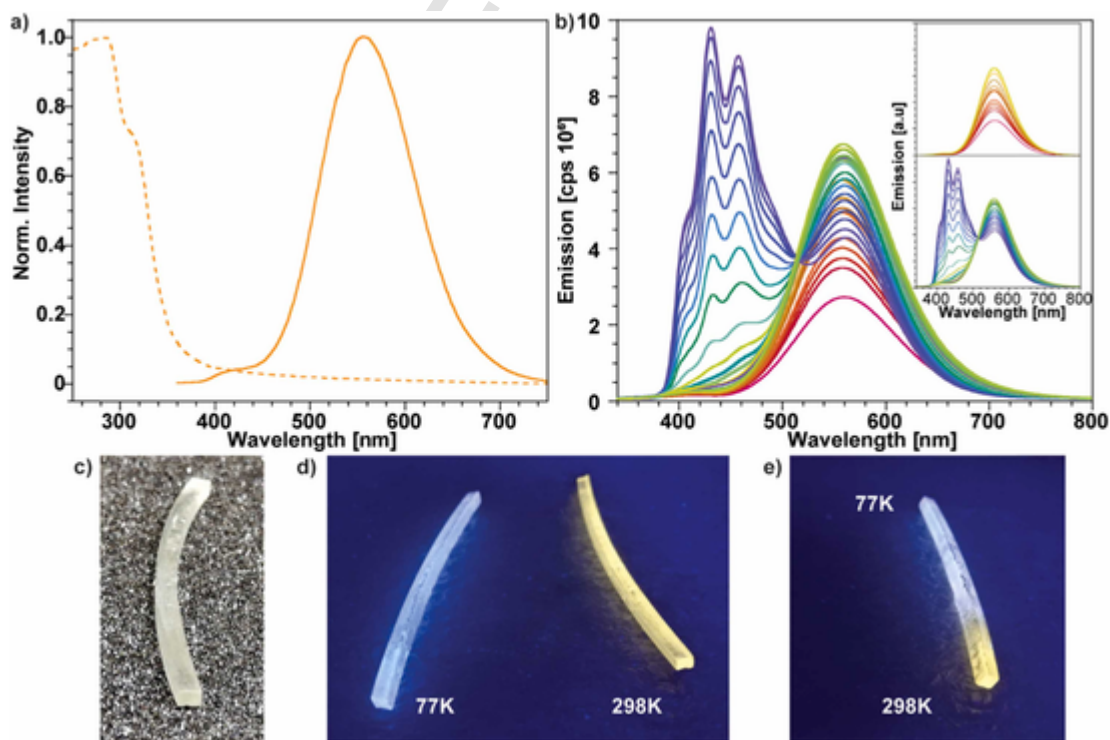 a)
1.0
0.8
0.6
0.4
0.2
0
Norm. Intensity
300 400 500 600 700
Wavelength [nm]
b)
10
8
6
4
2
0
Emission [cps 10⁶]
400 500 600 700 800
Wavelength [nm]
Emission [a.u]
400 500 600 700 800
Wavelength [nm]
c)
d)
77K
298K
e)
77K
298K